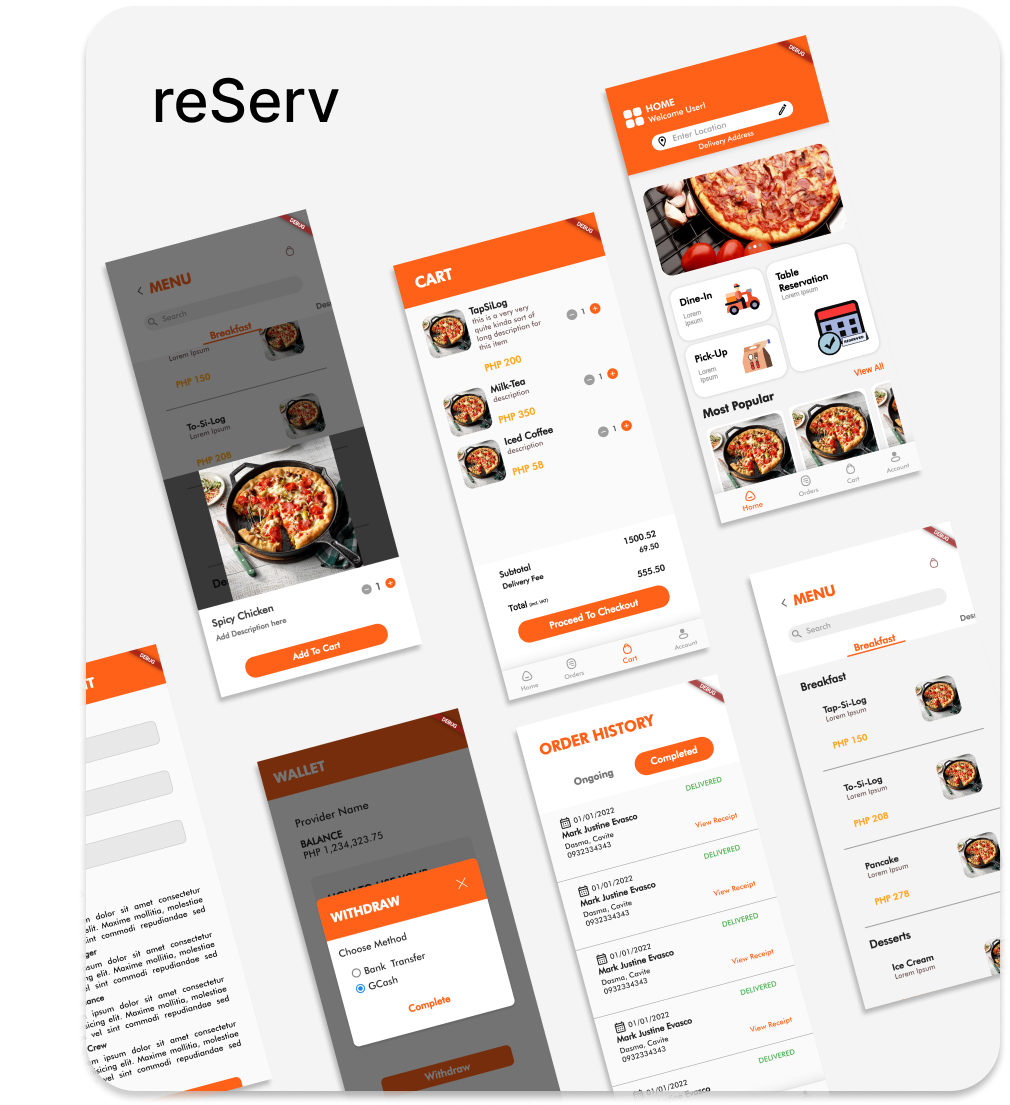 reServ
DEBUG
HOME
Welcome User!
Enter Location
Delivery Address
Dine-In
Lorem
Ipsum
Table
Reservation
Lorem Ipsum
RESERVED
Pick-Up
Lorem
Ipsum
View All
Most Popular
Home
Orders
Cart
Account
DEBUG
MENU
Search
Breakfast
Des
Lorem Ipsum
PHP 150
To-Si-Log
Lorem Ipsum
PHP 208
De
Spicy Chicken
1
Add Description here
Add To Cart
DEBUG
CART
TapSiLog
this is a very very
quite kinda sort of
long description for
this item
1
PHP 200
Milk-Tea
description
1
PHP 350
Iced Coffee
description
1
PHP 58
Subtotal
1500.52
Delivery Fee
69.50
Total (incl. VAT)
555.50
Proceed To Checkout
Home
Orders
Cart
Account
DEBUG
MENU
Search
Breakfast
Des
Breakfast
Tap-Si-Log
Lorem Ipsum
PHP 150
To-Si-Log
Lorem Ipsum
PHP 208
Pancake
Lorem Ipsum
PHP 278
Desserts
Ice Cream
Lorem Ipsum
DEBUG
IT
dolor sit amet consectetur
elit. Maxime mollitia, molestiae
sint commodi repudiandae sed
ger
ipsum dolor sit amet consectetur
elit. Maxime mollitia, molestiae
sint commodi repudiandae sed
ance
ipsum dolor sit amet consectetur
sicing elit. Maxime mollitia, molestiae
vel sint commodi repudiandae sed
Crew
ipsum dolor sit amet consectetur
elit. Maxime mollitia, molestiae
vel sint commodi repudiandae sed
DEBUG
WALLET
Provider Name
BALANCE
PHP 1,234,323.75
HOW TO USE YOUR
WITHDRAW
Choose Method
Bank Transfer
GCash
Complete
Withdraw
DEBUG
ORDER HISTORY
Ongoing
Completed
DELIVERED
01/01/2022
Mark Justine Evasco
Dasma, Cavite
0932334343
View Receipt
DELIVERED
01/01/2022
Mark Justine Evasco
Dasma, Cavite
0932334343
View Receipt
DELIVERED
01/01/2022
Mark Justine Evasco
Dasma, Cavite
0932334343
View Receipt
DELIVERED
01/01/2022
Mark Justine Evasco
Dasma, Cavite
0932334343
View Receipt
DELIVERED